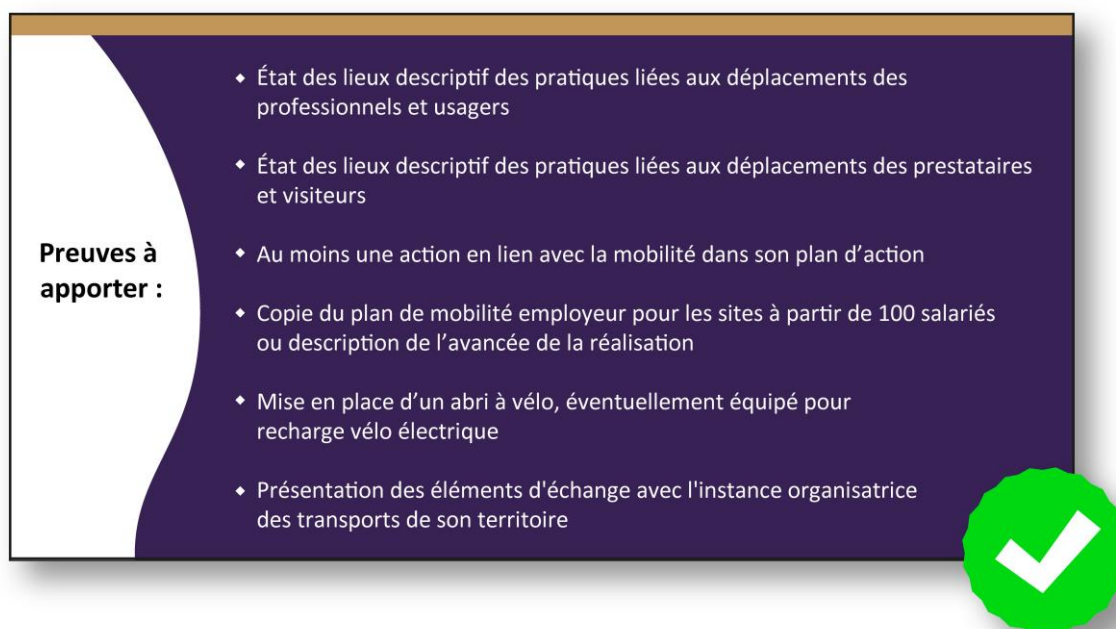 Preuves à
apporter :
État des lieux descriptif des pratiques liées aux déplacements des
professionnels et usagers
État des lieux descriptif des pratiques liées aux déplacements des prestataires
et visiteurs
Au moins une action en lien avec la mobilité dans son plan d’action
Copie du plan de mobilité employeur pour les sites à partir de 100 salariés
ou description de l’avancée de la réalisation
Mise en place d’un abri à vélo, éventuellement équipé pour
recharge vélo électrique
Présentation des éléments d'échange avec l'instance organisatrice
des transports de son territoire